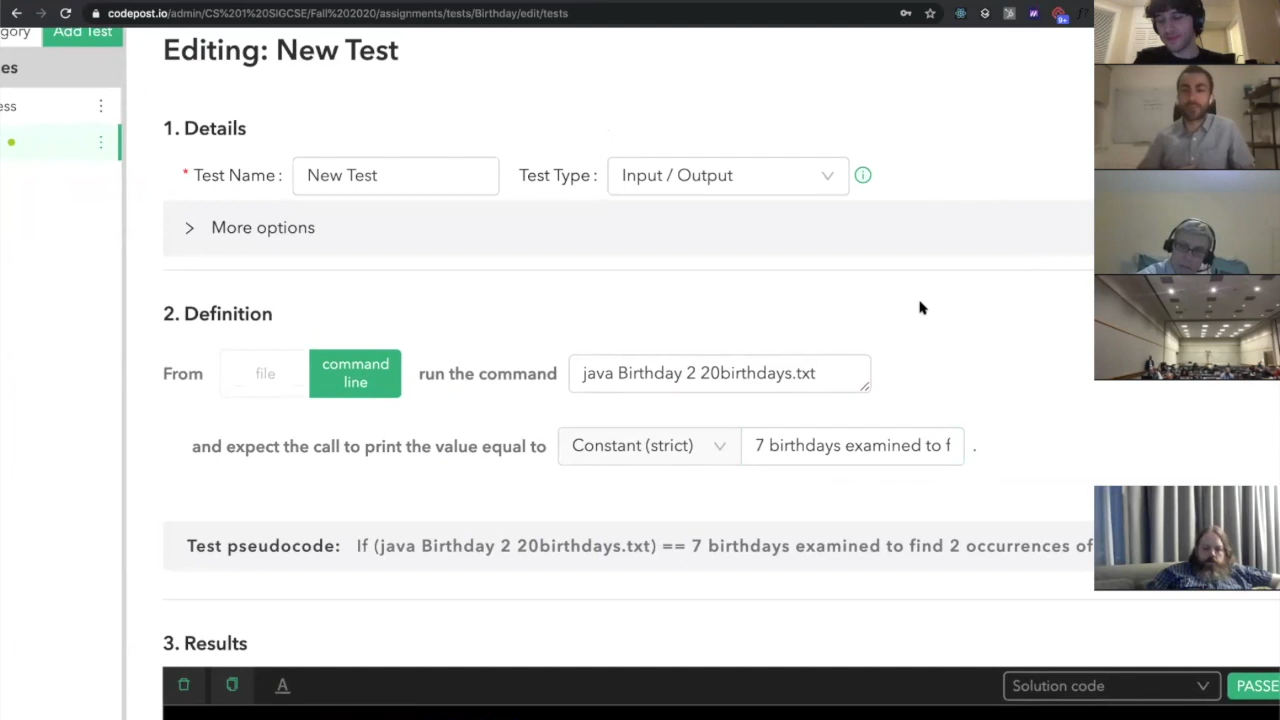 codepost.io/admin/CS%201%20SIGCSE/Fall%202020/assignments/tests/Birthday/edit/tests
9+
gory
Add Test
Editing: New Test
es
ess
1. Details
* Test Name : New Test Test Type : Input / Output
More options
2. Definition
From file command line run the command java Birthday 2 20birthdays.txt
and expect the call to print the value equal to Constant (strict) 7 birthdays examined to f .
Test pseudocode: If (java Birthday 2 20birthdays.txt) == 7 birthdays examined to find 2 occurrences of
3. Results
A
Solution code
PASSE